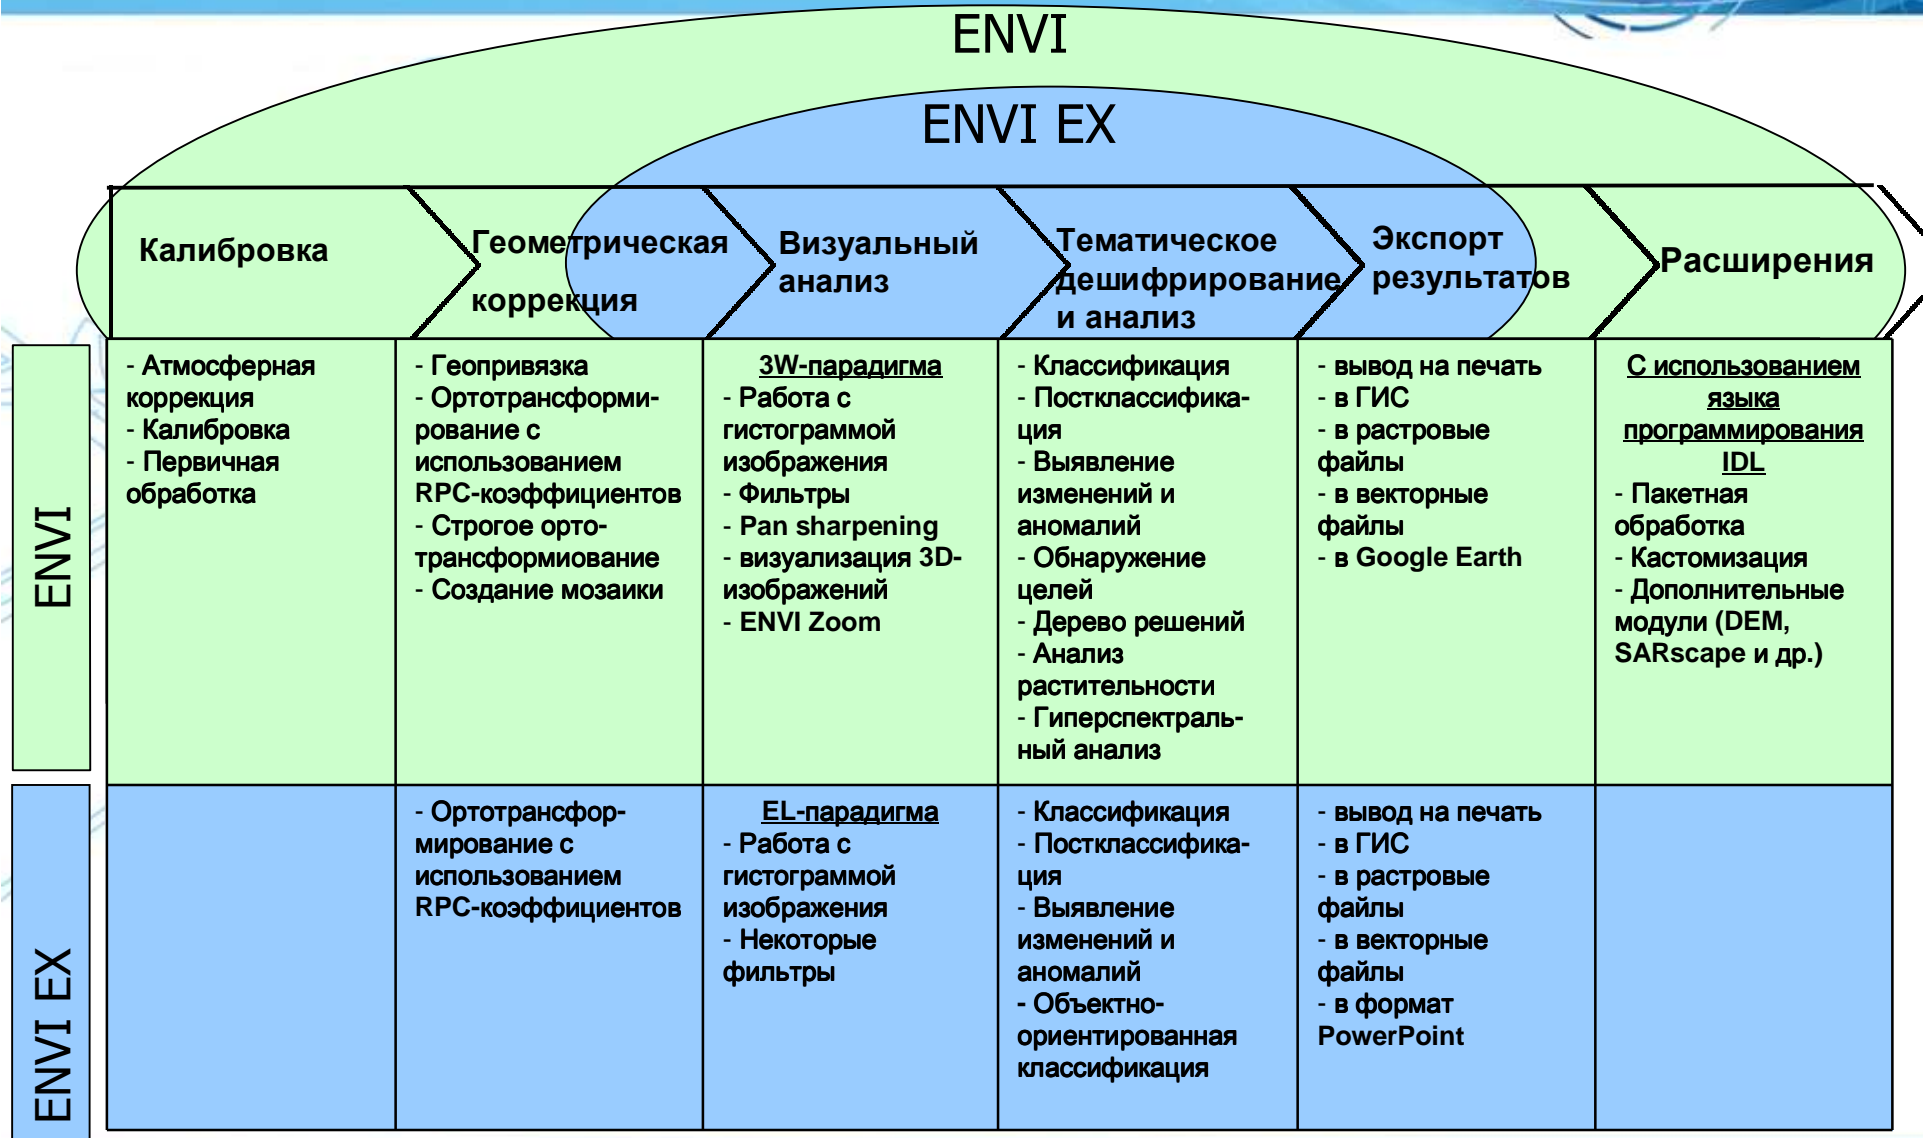 ENVI
ENVI EX
Калибровка
Геометрическая
коррекция
Визуальный
анализ
Тематическое
дешифрирование
и анализ
Экспорт
результатов
Расширения
ENVI
- Атмосферная
коррекция
- Калибровка
- Первичная
обработка
- Геопривязка
- Ортотрансформи-
рование с
использованием
RPC-коэффициентов
- Строгое орто-
трансформиование
- Создание мозаики
3W-парадигма
- Работа с
гистограммой
изображения
- Фильтры
- Pan sharpening
- визуализация 3D-
изображений
- ENVI Zoom
- Классификация
- Постклассифика-
ция
- Выявление
изменений и
аномалий
- Обнаружение
целей
- Дерево решений
- Анализ
растительности
- Гиперспектраль-
ный анализ
- вывод на печать
- в ГИС
- в растровые
файлы
- в векторные
файлы
- в Google Earth
С использованием
языка
программирования
IDL
- Пакетная
обработка
- Кастомизация
- Дополнительные
модули (DEM,
SARscape и др.)
ENVI EX
- Ортотрансфор-
мирование с
использованием
RPC-коэффициентов
EL-парадигма
- Работа с
гистограммой
изображения
- Некоторые
фильтры
- Классификация
- Постклассифика-
ция
- Выявление
изменений и
аномалий
- Объектно-
ориентированная
классификация
- вывод на печать
- в ГИС
- в растровые
файлы
- в векторные
файлы
- в формат
PowerPoint